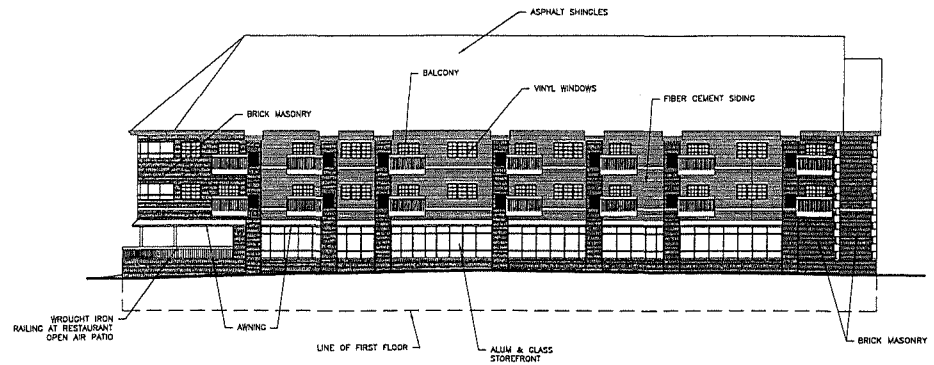 ASPHALT SHINGLES
BALCONY
VINYL WINDOWS
FIBER CEMENT SIDING
BRICK MASONRY
WROUGHT IRON
RAILING AT RESTAURANT
OPEN AIR PATIO
AWNING
LINE OF FIRST FLOOR
ALUM & GLASS
STOREFRONT
BRICK MASONRY